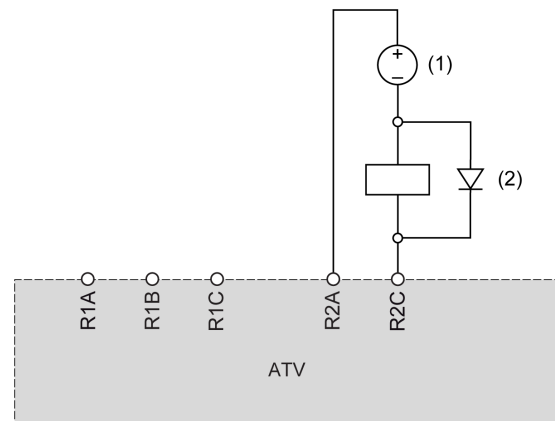 +
−
(1)
(2)
R1A
R1B
R1C
R2A
R2C
ATV